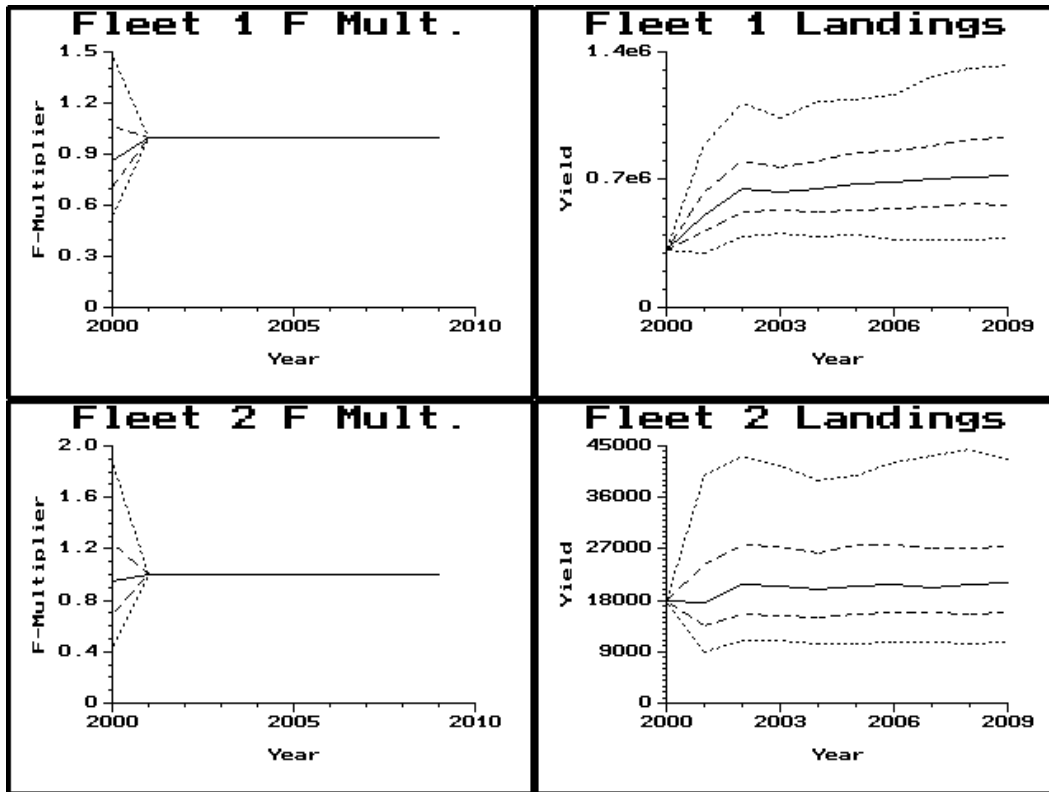 Fleet 1 F Mult.
1.5
1.2
0.9
0.6
0.3
0
F-Multiplier
2000 2005 2010
Year
Fleet 1 Landings
1.4e6
0.7e6
0
Yield
2000 2003 2006 2009
Year
Fleet 2 F Mult.
2.0
1.6
1.2
0.8
0.4
0
F-Multiplier
2000 2005 2010
Year
Fleet 2 Landings
45000
36000
27000
18000
9000
0
Yield
2000 2003 2006 2009
Year